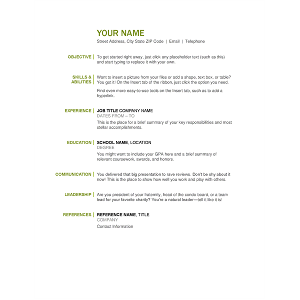 YOUR NAME
Street Address, City State ZIP Code | Email | Telephone
OBJECTIVE
To get started right away, just click any placeholder text (such as this)
and start typing to replace it with your own.
SKILLS &
ABILITIES
Want to insert a picture from your files or add a shape, text box, or table?
You got it! On the Insert tab of the ribbon, just click the option you need.
Find even more easy-to-use tools on the Insert tab, such as to add a
hyperlink.
EXPERIENCE
JOB TITLE COMPANY NAME
DATES FROM – TO
This is the place for a brief summary of your key responsibilities and most
stellar accomplishments.
EDUCATION
SCHOOL NAME, LOCATION
DEGREE
You might want to include your GPA here and a brief summary of
relevant coursework, awards, and honors.
COMMUNICATION
You delivered that big presentation to rave reviews. Don't be shy about it
now! This is the place to show how well you work and play with others.
LEADERSHIP
Are you president of your fraternity, head of the condo board, or a team
lead for your favorite charity? You're a natural leader—tell it like it is!
REFERENCES
REFERENCE NAME, TITLE
COMPANY
Contact Information